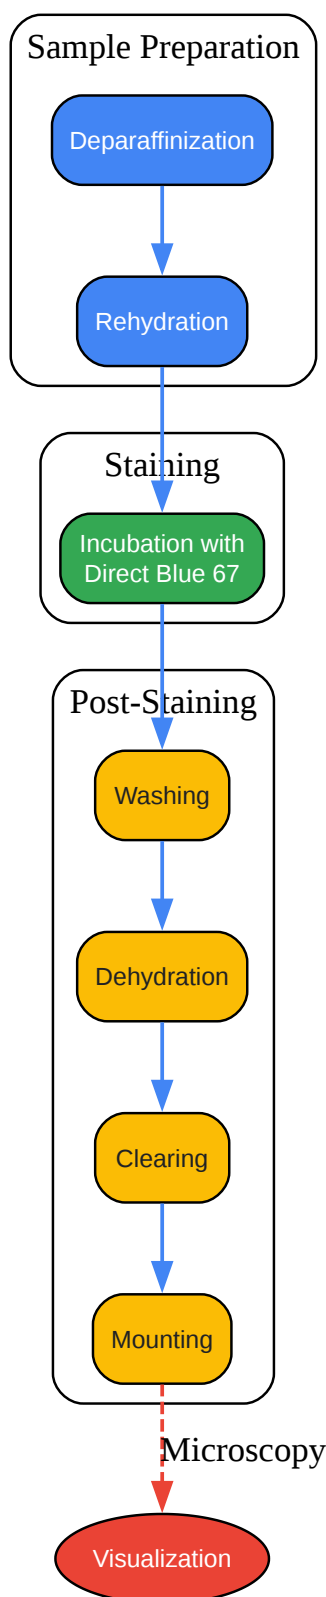 Sample Preparation
Deparaffinization
Rehydration
Staining
Incubation with
Direct Blue 67
Post-Staining
Washing
Dehydration
Clearing
Mounting
Microscopy
Visualization